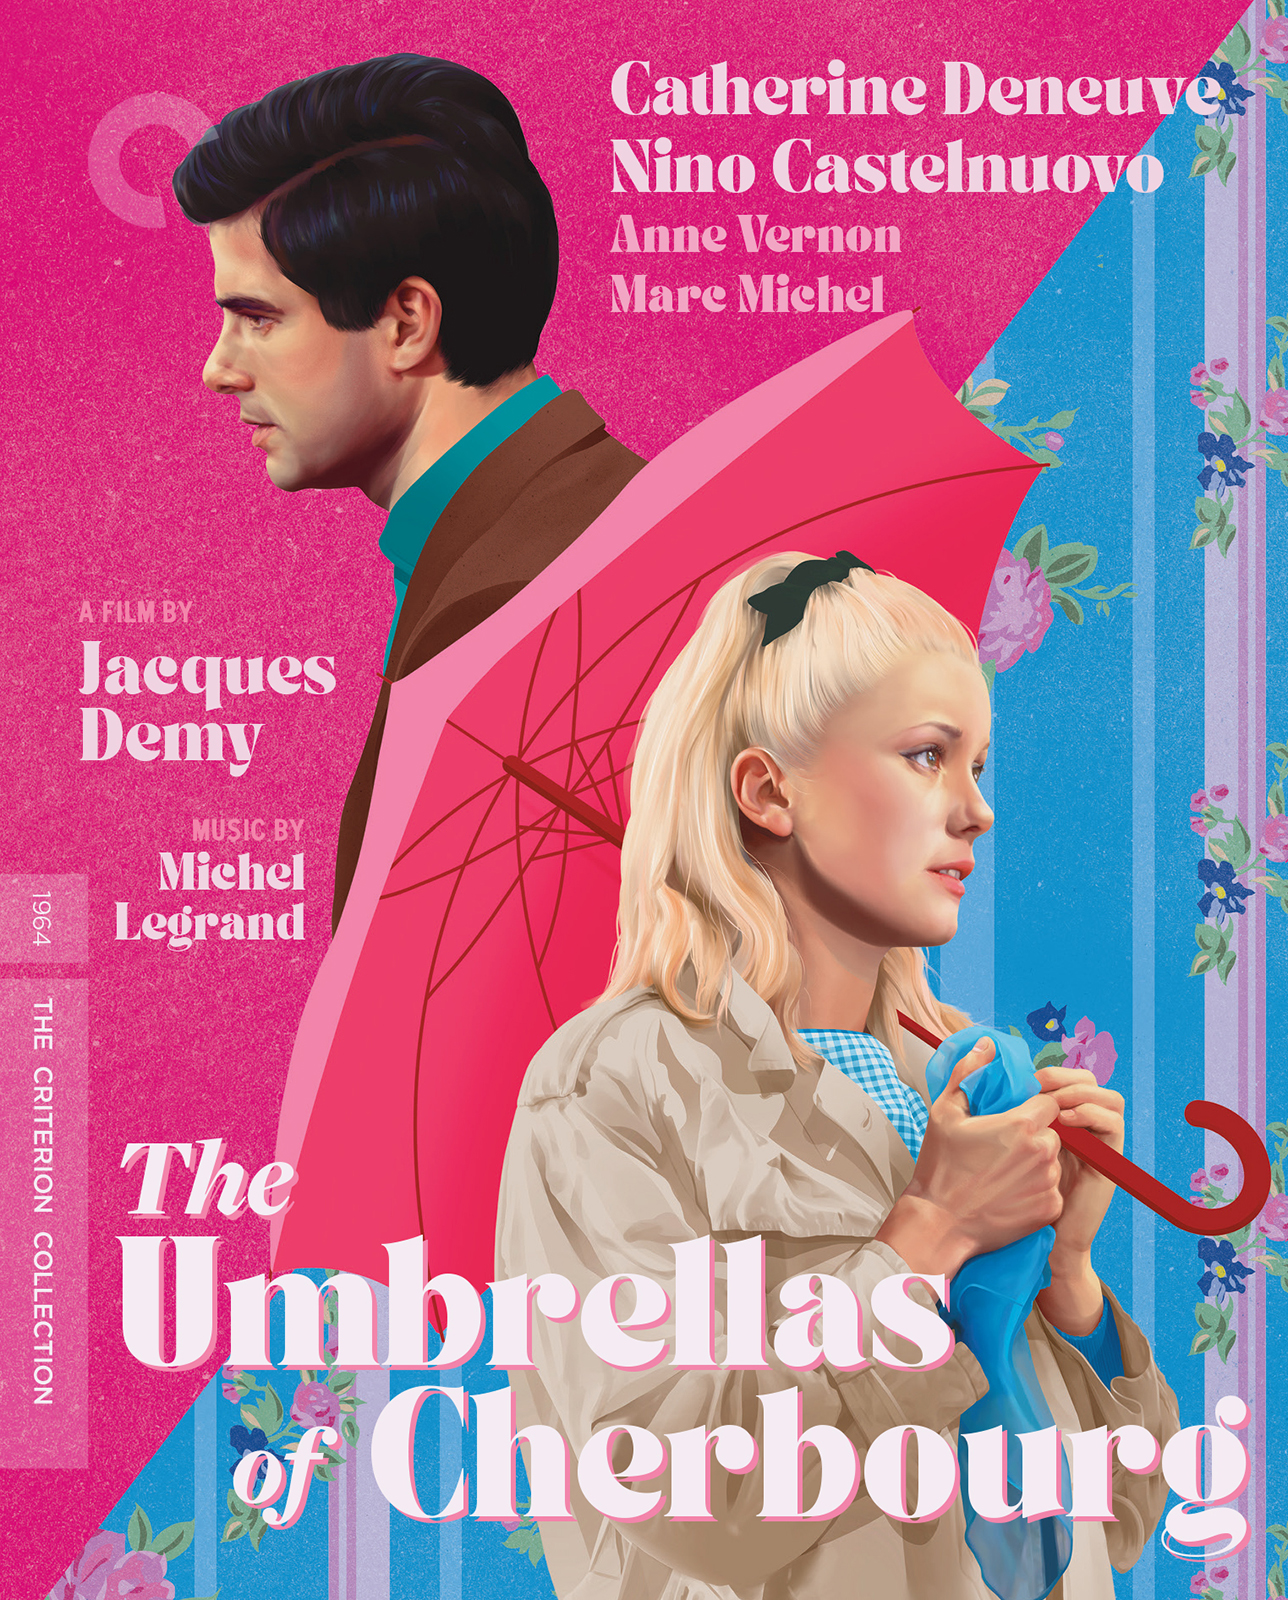 Catherine Deneuve
Nino Castelnuovo
Anne Vernon
Marc Michel
A FILM BY
Jacques
Demy
MUSIC BY
Michel
Legrand
1964
THE CRITERION COLLECTION
The
Umbrellas
of Cherbourg